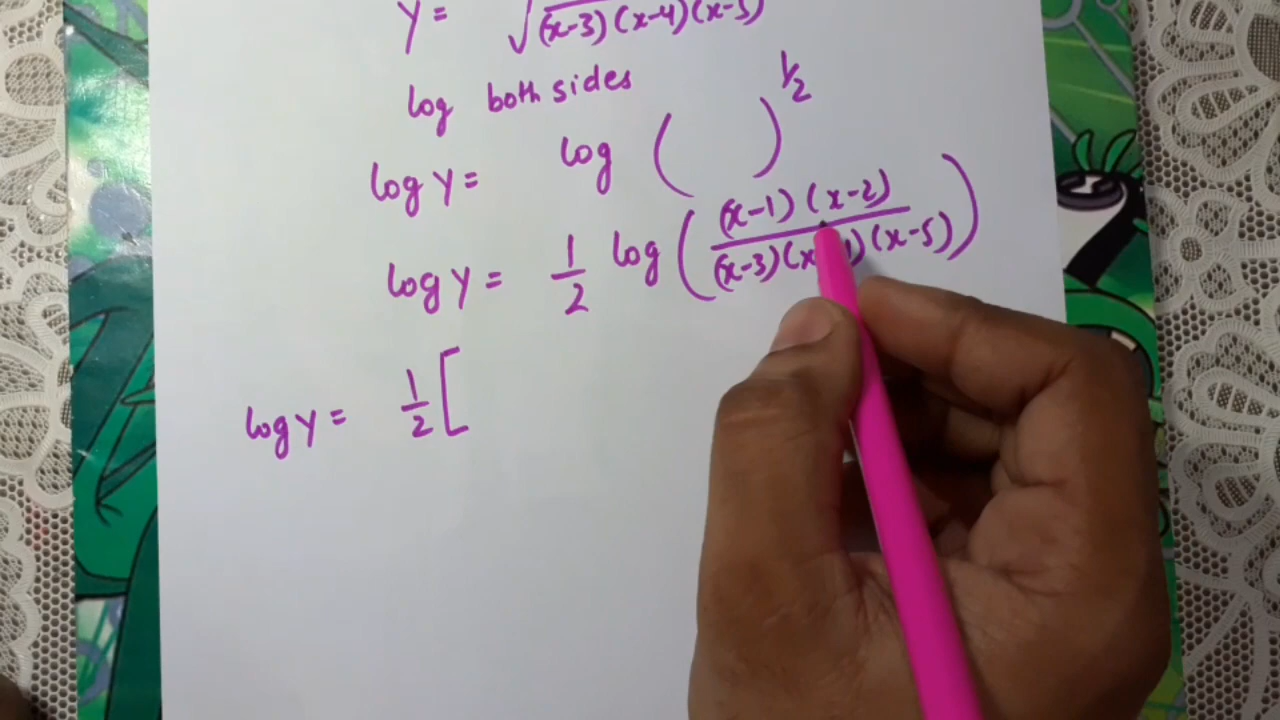 Y = √(x-3)(x-4)(x-5)
log both sides
log Y = log ( )^1/2
log Y = 1/2 log ((x-1)(x-2)/(x-3)(x- )(x-5))
log Y = 1/2 [